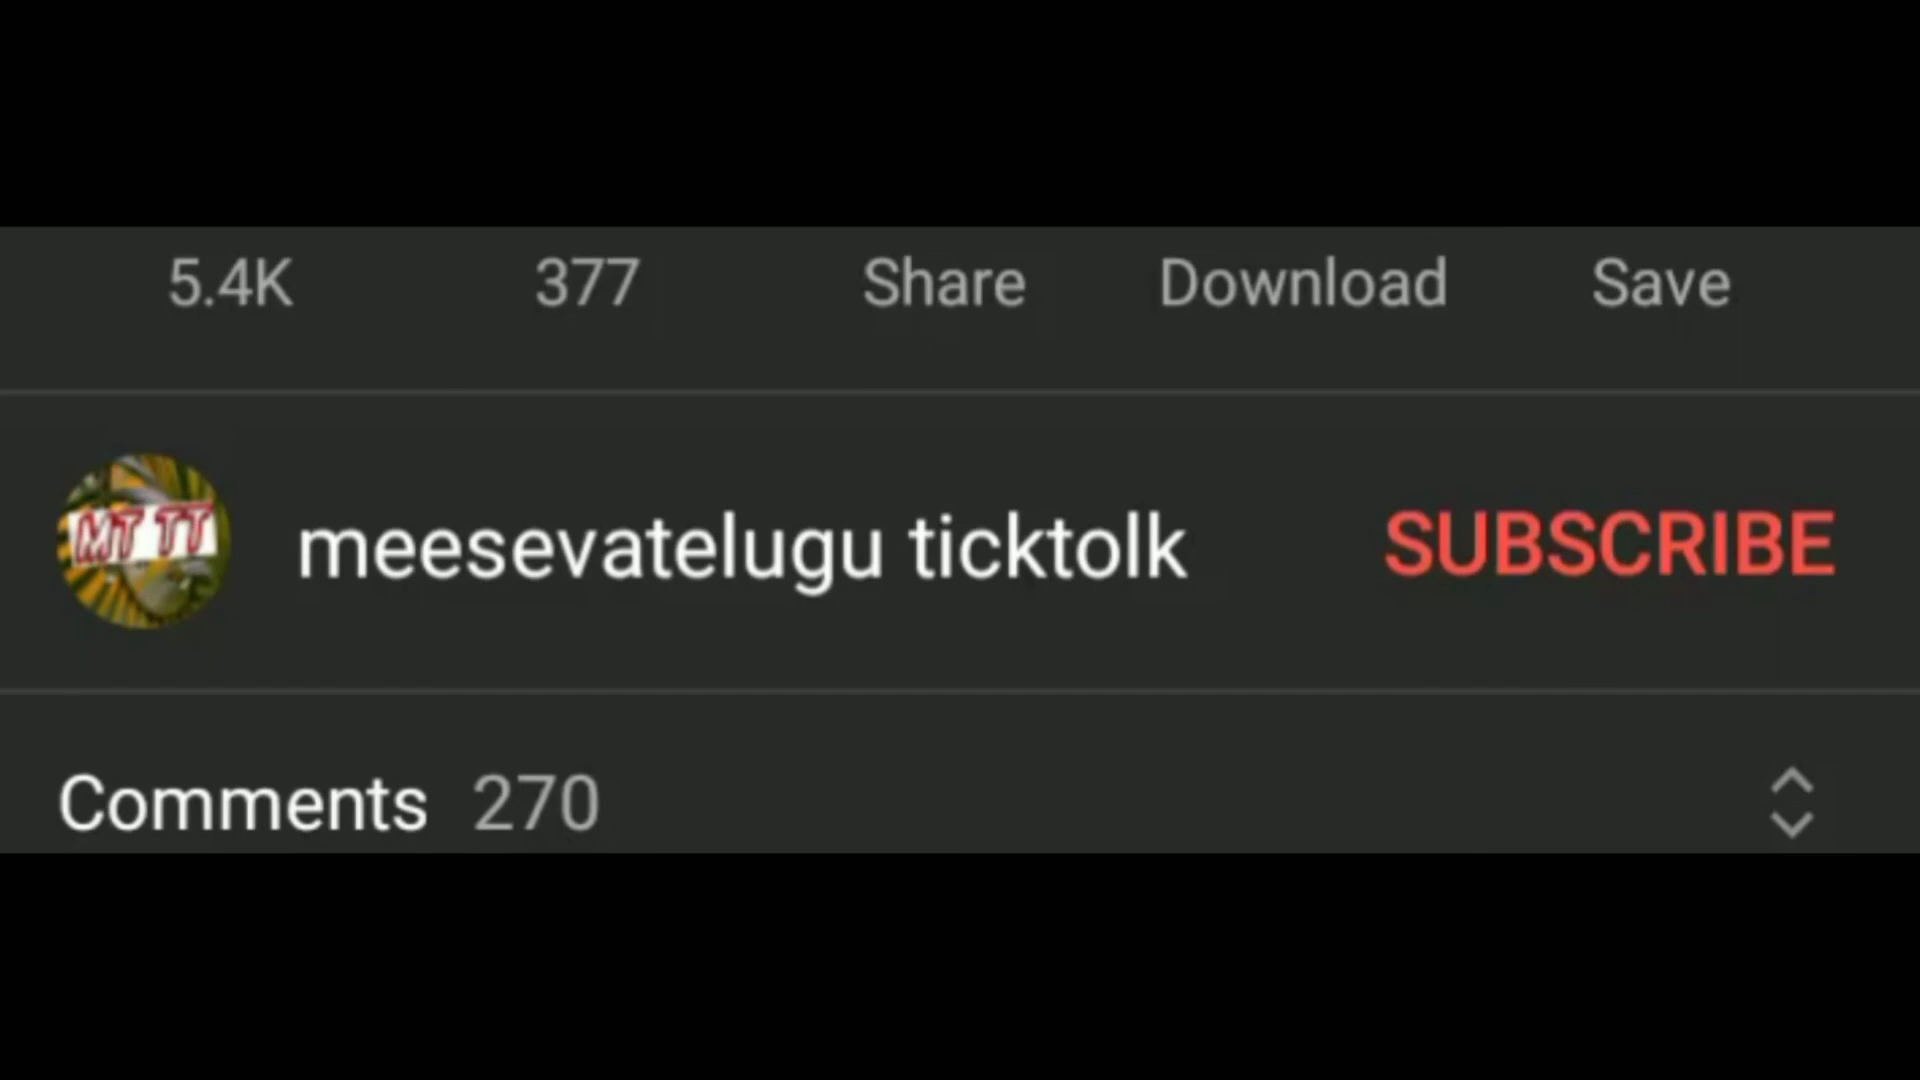 5.4K 377 Share Download Save
MT TT
meesevatelugu ticktolk SUBSCRIBE
Comments 270